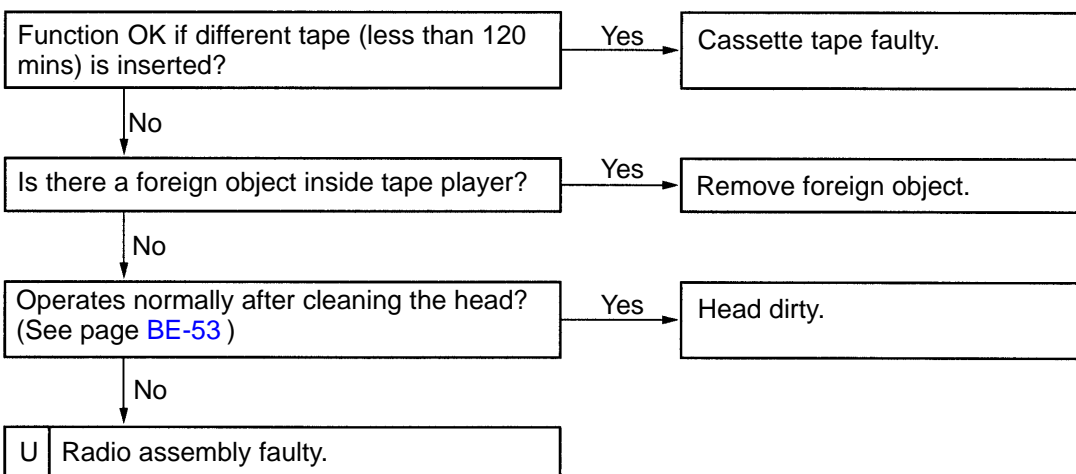 Function OK if different tape (less than 120
mins) is inserted?
Yes
Cassette tape faulty.
No
Is there a foreign object inside tape player?
Yes
Remove foreign object.
No
Operates normally after cleaning the head?
(See page BE-53 )
Yes
Head dirty.
No
U Radio assembly faulty.